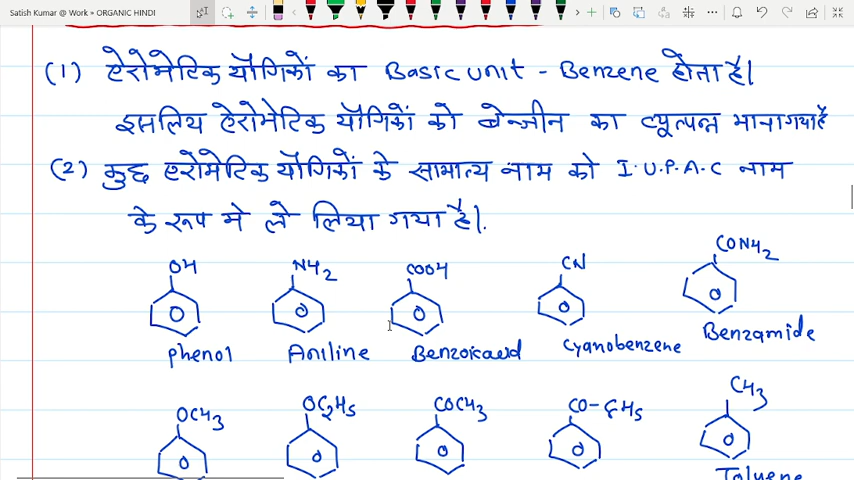 Satish Kumar @ Work » ORGANIC HINDI
(1) ऐरोमेटिक यौगिकों का Basic unit - Benzene होता है।
इसलिय ऐरोमेटिक यौगिकों को बेन्जीन का व्युत्पन्न माना गया है
(2) कुछ एरोमेटिक यौगिकों के सामान्य नाम को I.U.P.A.C नाम
के रूप मे ले लिया गया है।.
OH NH2 COOH CN CONH2
Phenol Aniline Benzoicacid Cyanobenzene Benzamide
OCH3 OC2H5 COCH3 CO-C6H5 CH3
Toluene